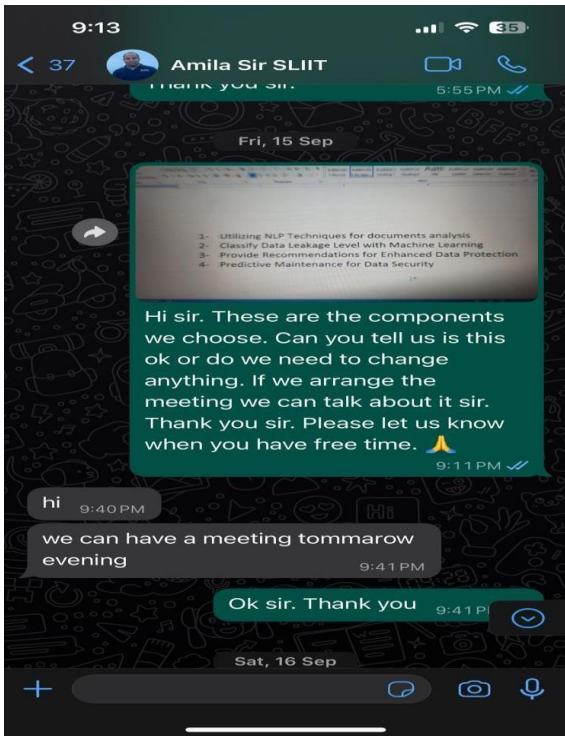 9:13
35
37
Amila Sir SLIIT
Thank you sir.
5:55 PM
Fri, 15 Sep
1- Utilizing NLP Techniques for documents analysis
2- Classify Data Leakage Level with Machine Learning
3- Provide Recommendations for Enhanced Data Protection
4- Predictive Maintenance for Data Security
Hi sir. These are the components
we choose. Can you tell us is this
ok or do we need to change
anything. If we arrange the
meeting we can talk about it sir.
Thank you sir. Please let us know
when you have free time. 🙏
9:11 PM
hi 9:40 PM
we can have a meeting tommarow
evening
9:41 PM
Ok sir. Thank you 9:41 P
Sat, 16 Sep